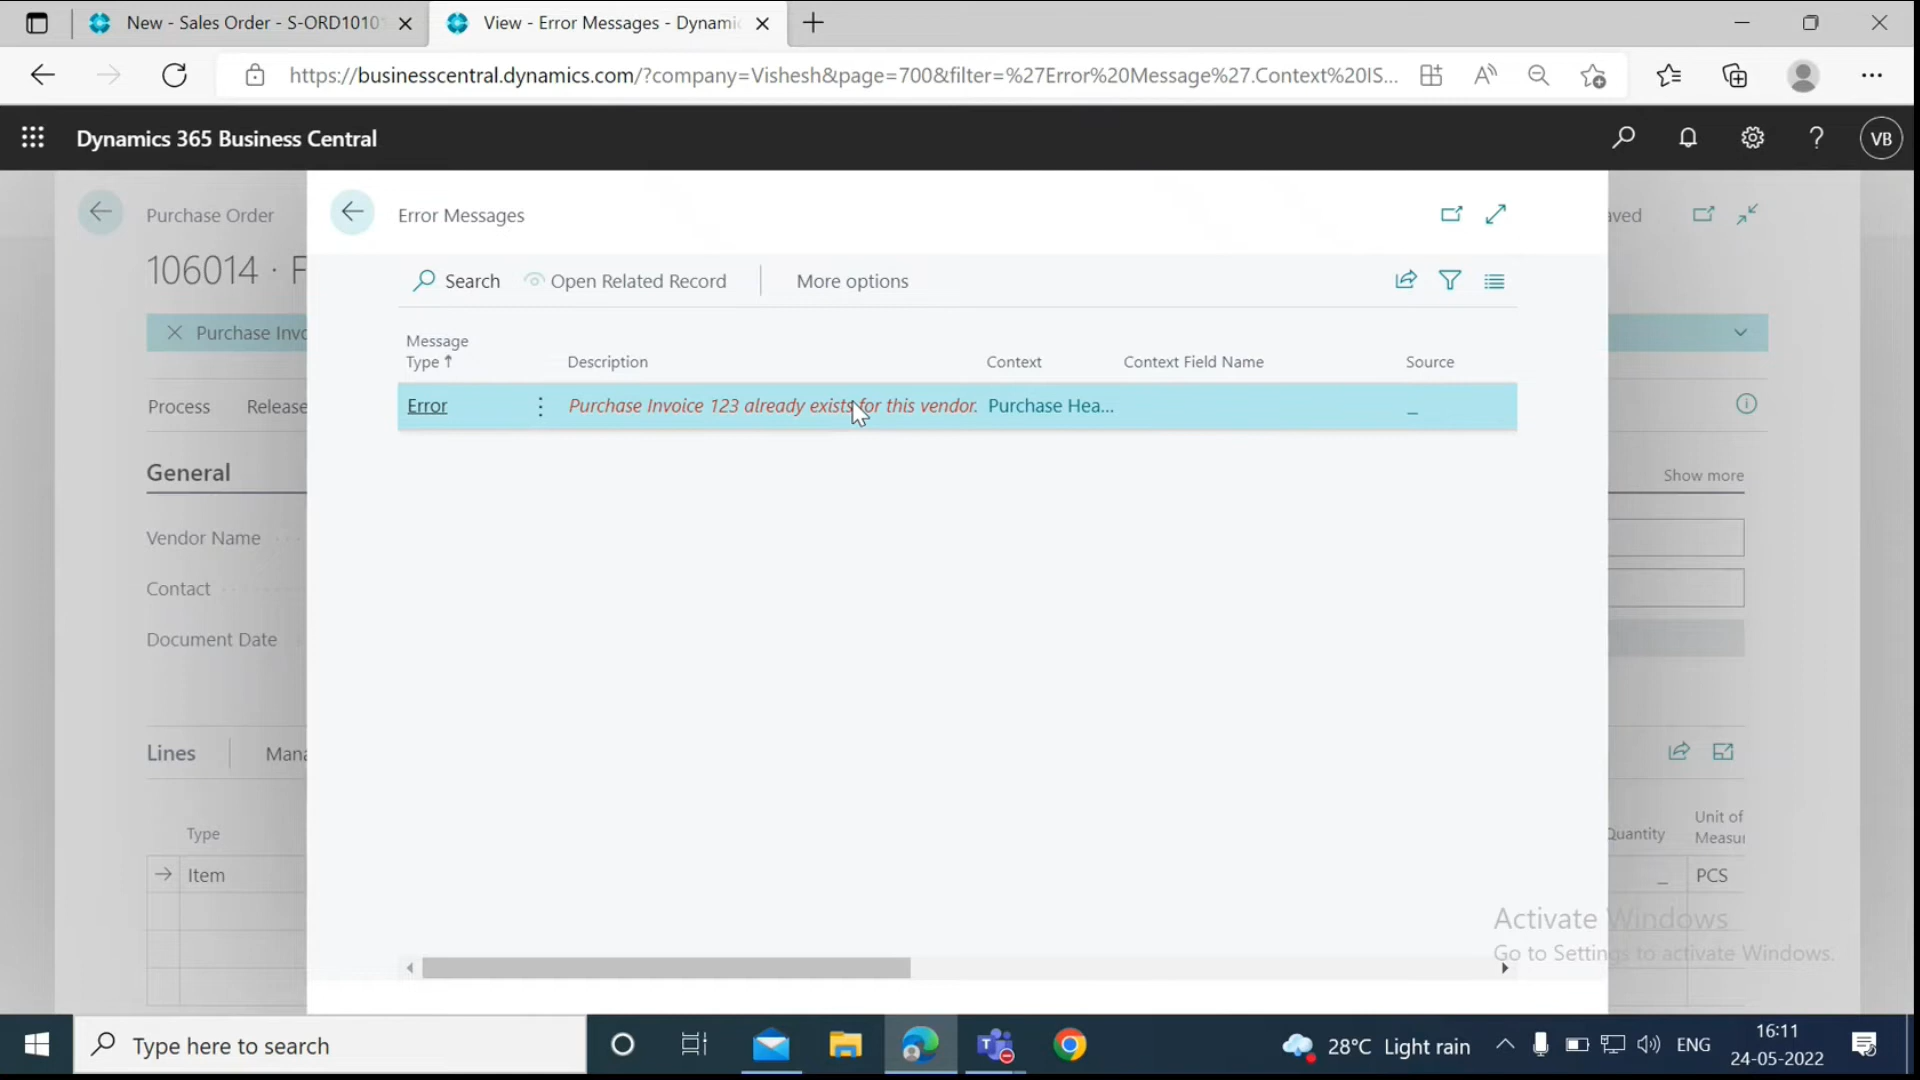 New - Sales Order - S-ORD1010
View - Error Messages - Dynamic
https://businesscentral.dynamics.com/?company=Vishesh&page=700&filter=%27Error%20Message%27.Context%20IS...
Dynamics 365 Business Central
VB
Purchase Order
Error Messages
aved
106014 · F
Search
Open Related Record
More options
Purchase Invo
Message
Type ↑
Description
Context
Context Field Name
Source
Process
Release
Error
Purchase Invoice 123 already exists for this vendor.
Purchase Hea...
_
General
Show more
Vendor Name
Contact
Document Date
Lines
Mana
Type
Quantity
Unit of
Measur
Item
_
PCS
Activate Windows
Go to Settings to activate Windows.
Type here to search
28°C Light rain
ENG
16:11
24-05-2022